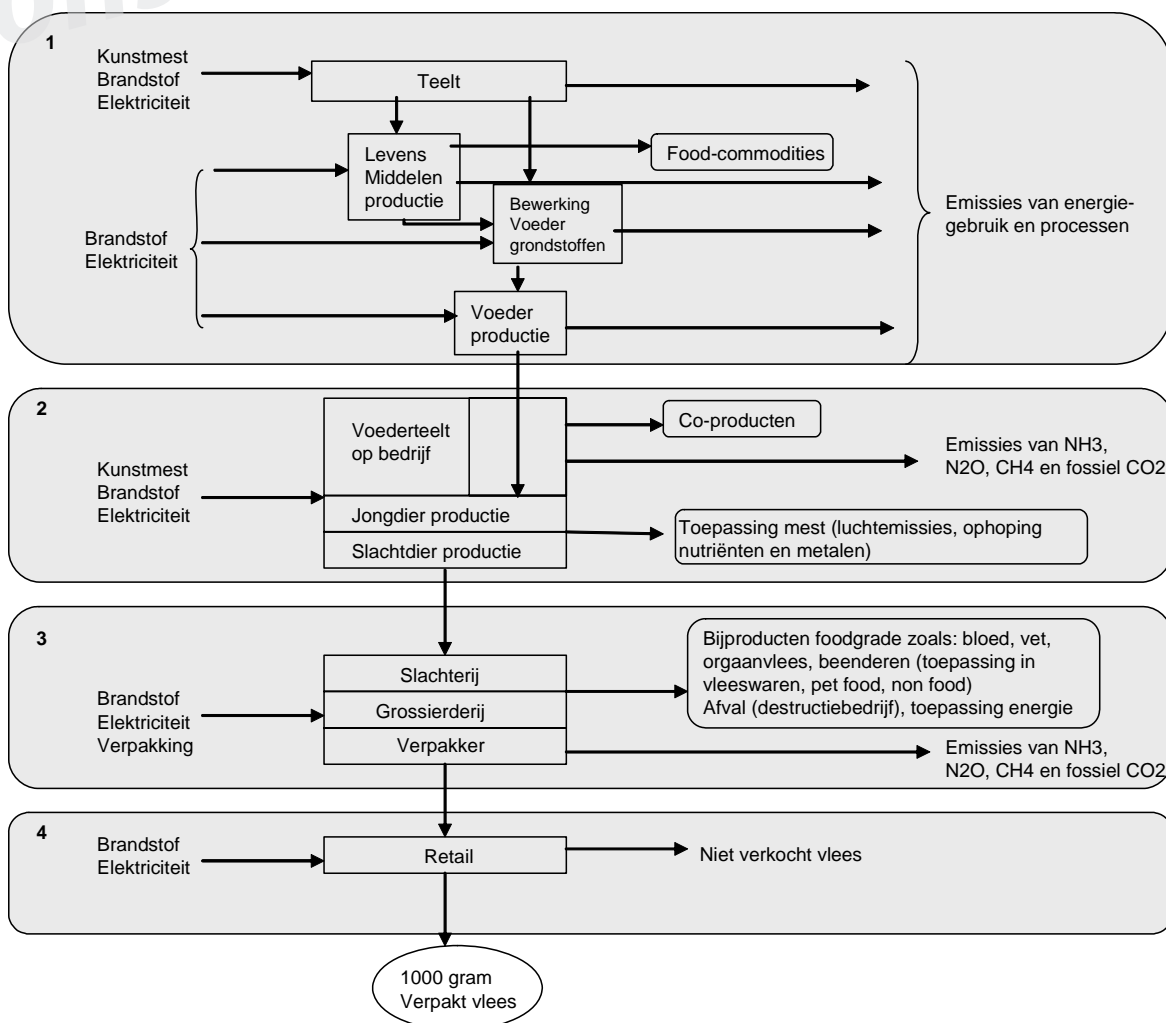 1
Kunstmest
Brandstof
Elektriciteit
Teelt
Levens
Middelen
productie
Food-commodities
Bewerking
Voeder
grondstoffen
Emissies van energie-
gebruik en processen
Brandstof
Elektriciteit
Voeder
productie
2
Voederteelt
op bedrijf
Co-producten
Kunstmest
Brandstof
Elektriciteit
Emissies van NH3,
N2O, CH4 en fossiel CO2
Jongdier productie
Slachtdier productie
Toepassing mest (luchtemissies, ophoping
nutriënten en metalen)
3
Brandstof
Elektriciteit
Verpakking
Slachterij
Grossierderij
Verpakker
Bijproducten foodgrade zoals: bloed, vet,
orgaanvlees, beenderen (toepassing in
vleeswaren, pet food, non food)
Afval (destructiebedrijf), toepassing energie
Emissies van NH3,
N2O, CH4 en fossiel CO2
4
Brandstof
Elektriciteit
Retail
Niet verkocht vlees
1000 gram
Verpakt vlees